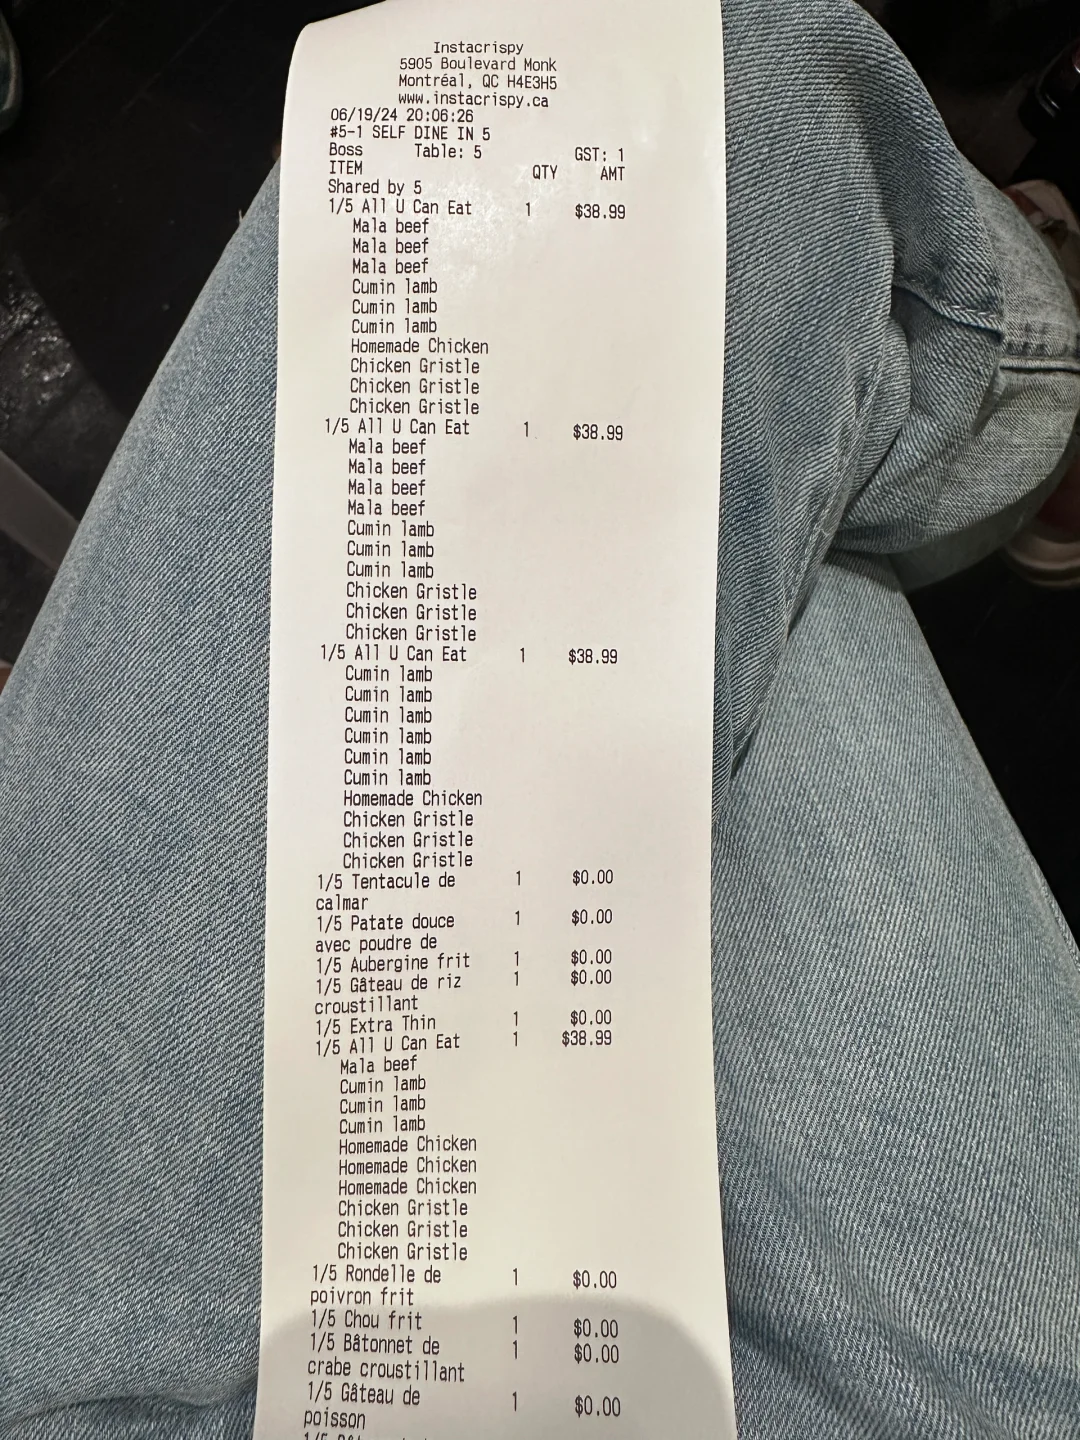 Instacrispy
5905 Boulevard Monk
Montréal, QC H4E3H5
www.instacrispy.ca
06/19/24 20:06:26
#5-1 SELF DINE IN 5
Boss Table: 5 GST: 1
ITEM QTY AMT
Shared by 5
1/5 All U Can Eat 1 $38.99
Mala beef
Mala beef
Mala beef
Cumin lamb
Cumin lamb
Cumin lamb
Homemade Chicken
Chicken Gristle
Chicken Gristle
Chicken Gristle
1/5 All U Can Eat 1 $38.99
Mala beef
Mala beef
Mala beef
Mala beef
Cumin lamb
Cumin lamb
Cumin lamb
Chicken Gristle
Chicken Gristle
Chicken Gristle
1/5 All U Can Eat 1 $38.99
Cumin lamb
Cumin lamb
Cumin lamb
Cumin lamb
Cumin lamb
Cumin lamb
Homemade Chicken
Chicken Gristle
Chicken Gristle
Chicken Gristle
1/5 Tentacule de 1 $0.00
calmar
1/5 Patate douce 1 $0.00
avec poudre de
1/5 Aubergine frit 1 $0.00
1/5 Gâteau de riz 1 $0.00
croustillant
1/5 Extra Thin 1 $0.00
1/5 All U Can Eat 1 $38.99
Mala beef
Cumin lamb
Cumin lamb
Cumin lamb
Homemade Chicken
Homemade Chicken
Homemade Chicken
Chicken Gristle
Chicken Gristle
Chicken Gristle
1/5 Rondelle de 1 $0.00
poivron frit
1/5 Chou frit 1 $0.00
1/5 Bâtonnet de 1 $0.00
crabe croustillant
1/5 Gâteau de 1 $0.00
poisson